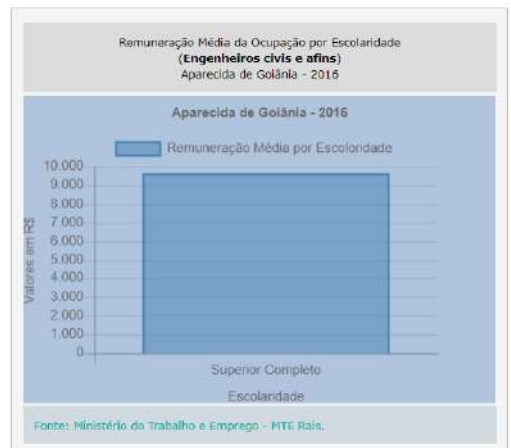 Remuneração Média da Ocupação por Escolaridade
(Engenheiros civis e afins)
Aparecida de Goiânia - 2016
Aparecida de Goiânia - 2016
Remuneração Média por Escoloridade
10.000
9.000
8.000
7.000
6.000
5.000
4.000
3.000
2.000
1.000
0
Valores em R$
Superior Completo
Escolaridade
Fonte: Ministério do Trabalho e Emprego - MTE Rais.